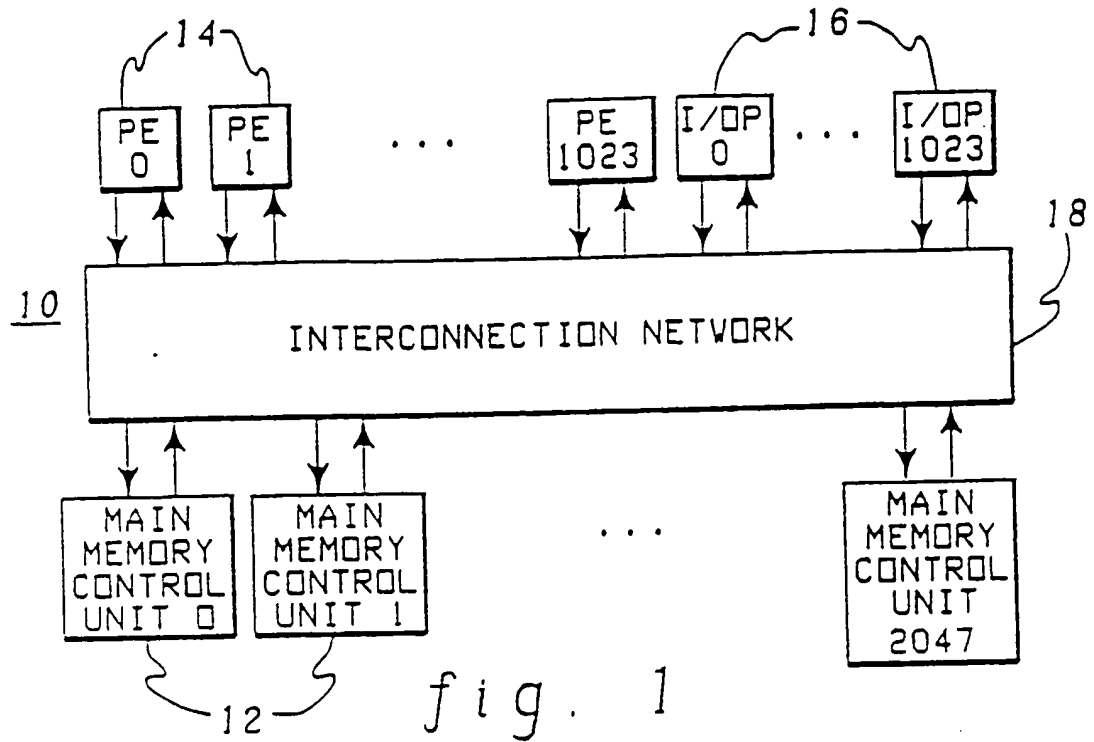 14
16
PE
0
PE
1
...
PE
1023
I/OP
0
...
I/OP
1023
18
10
INTERCONNECTION NETWORK
MAIN
MEMORY
CONTROL
UNIT 0
MAIN
MEMORY
CONTROL
UNIT 1
...
MAIN
MEMORY
CONTROL
UNIT
2047
12
fig. 1